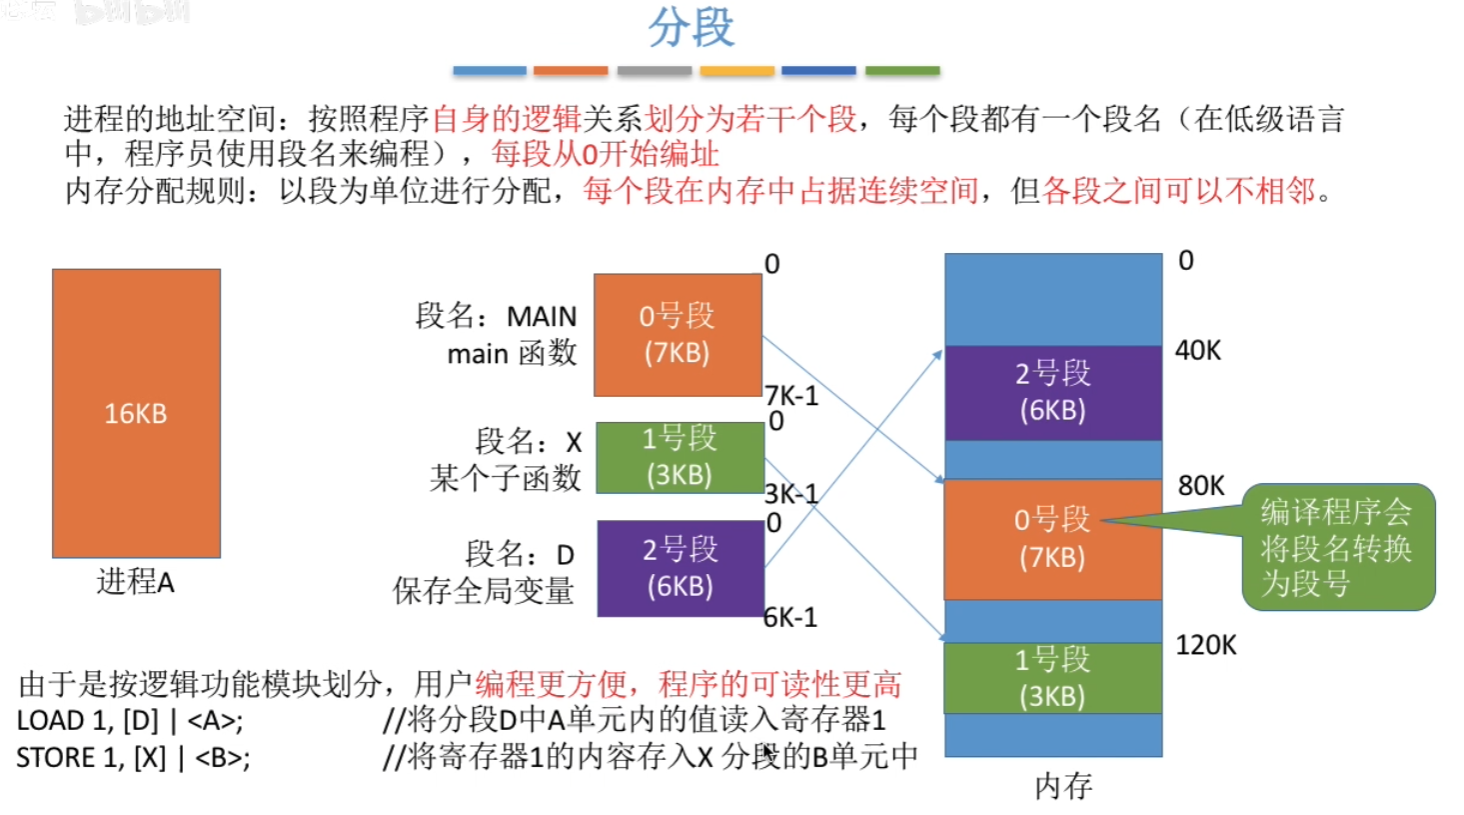 分段
进程的地址空间：按照程序自身的逻辑关系划分为若干个段，每个段都有一个段名（在低级语言
中，程序员使用段名来编程），每段从0开始编址
内存分配规则：以段为单位进行分配，每个段在内存中占据连续空间，但各段之间可以不相邻。
16KB
进程A
段名：MAIN
main 函数
0号段
(7KB)
0
7K-1
段名：X
某个子函数
1号段
(3KB)
0
3K-1
段名：D
保存全局变量
2号段
(6KB)
0
6K-1
0
40K
2号段
(6KB)
80K
0号段
(7KB)
编译程序会
将段名转换
为段号
120K
1号段
(3KB)
内存
由于是按逻辑功能模块划分，用户编程更方便，程序的可读性更高
LOAD 1, [D] | <A>; //将分段D中A单元内的值读入寄存器1
STORE 1, [X] | <B>; //将寄存器1的内容存入X 分段的B单元中